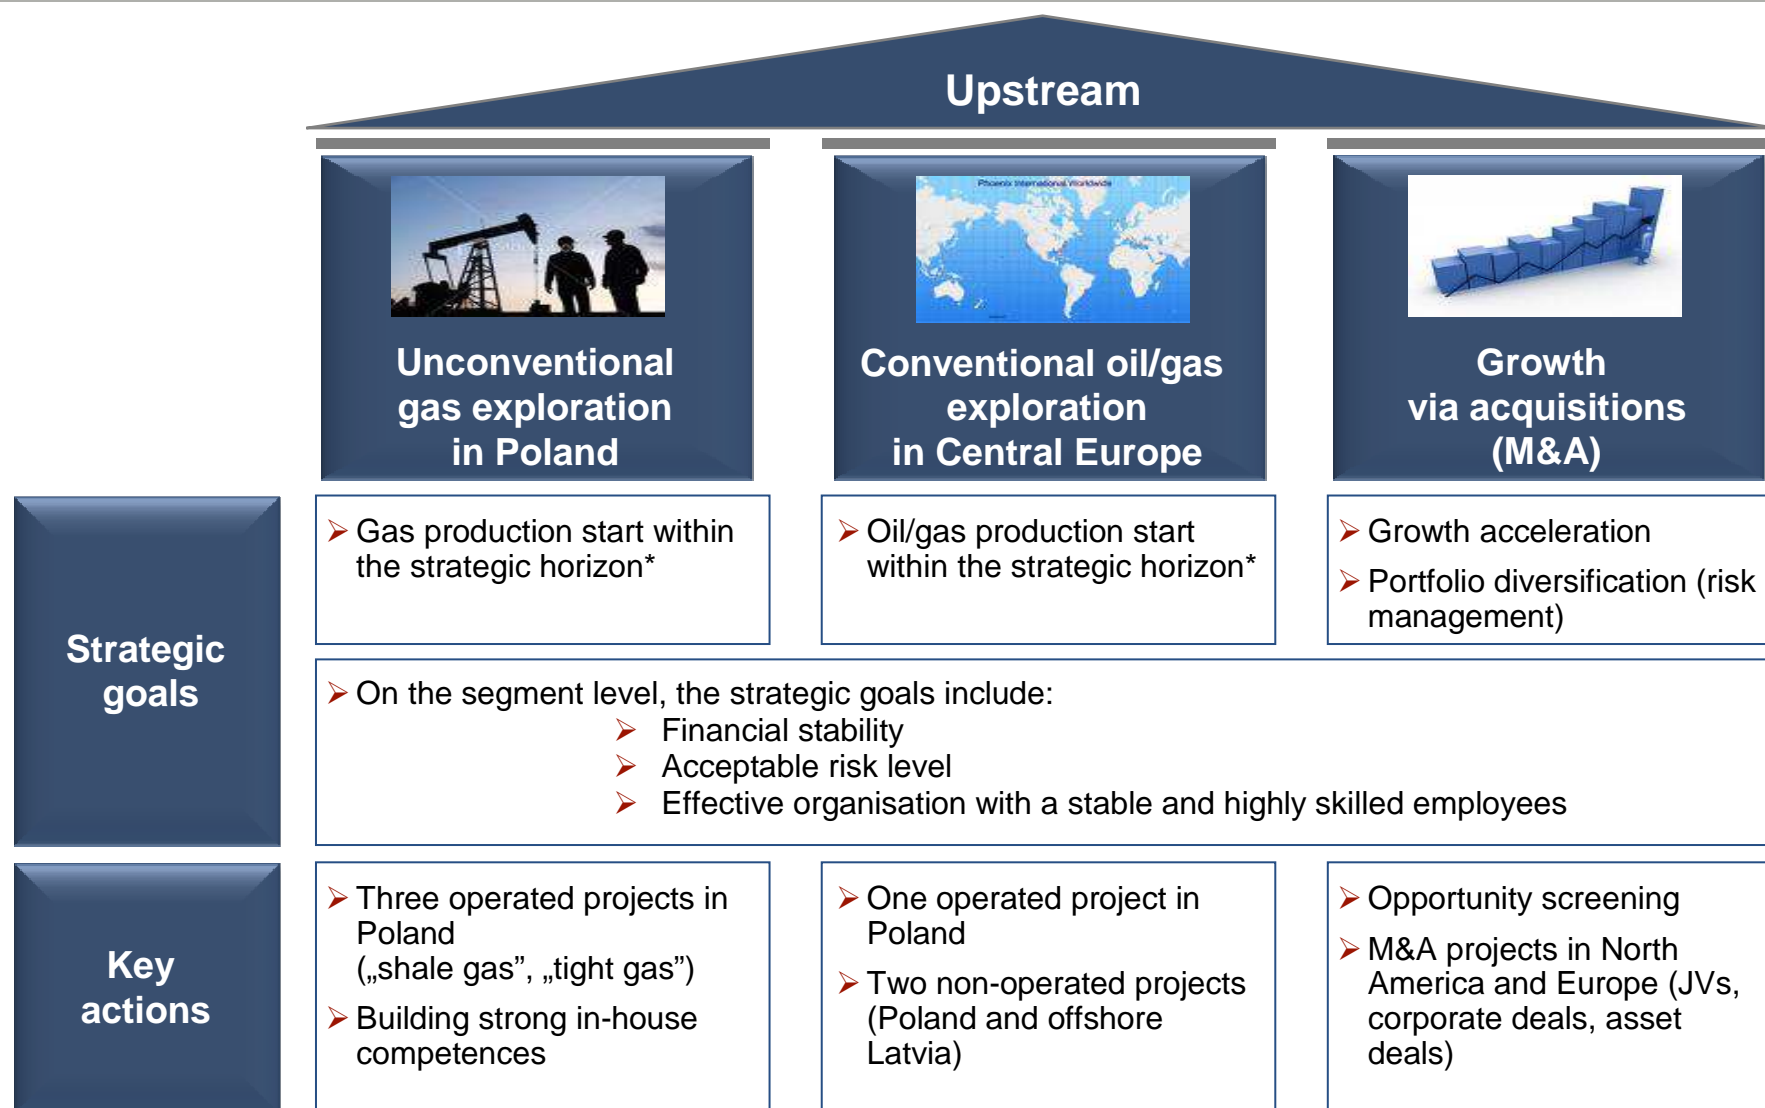 Upstream
Phoenix International Worldwide
Unconventional
gas exploration
in Poland
Conventional oil/gas
exploration
in Central Europe
Growth
via acquisitions
(M&A)
Strategic
goals
➢ Gas production start within
the strategic horizon*
➢ Oil/gas production start
within the strategic horizon*
➢ Growth acceleration
➢ Portfolio diversification (risk
management)
➢ On the segment level, the strategic goals include:
➢ Financial stability
➢ Acceptable risk level
➢ Effective organisation with a stable and highly skilled employees
Key
actions
➢ Three operated projects in
Poland
(„shale gas”, „tight gas”)
➢ Building strong in-house
competences
➢ One operated project in
Poland
➢ Two non-operated projects
(Poland and offshore
Latvia)
➢ Opportunity screening
➢ M&A projects in North
America and Europe (JVs,
corporate deals, asset
deals)